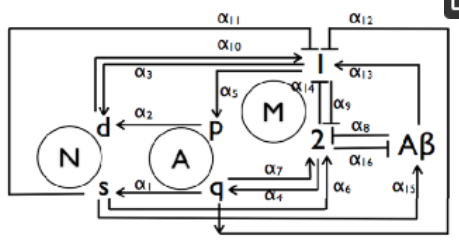 α₁₁ α₁₂
α₁₀
α₃ I α₁₃
α₅ α₁₄ α₉
M
d α₂ p α₈
N A 2 Aβ
α₇ α₁₆
s α₁ q α₄ α₆ α₁₅